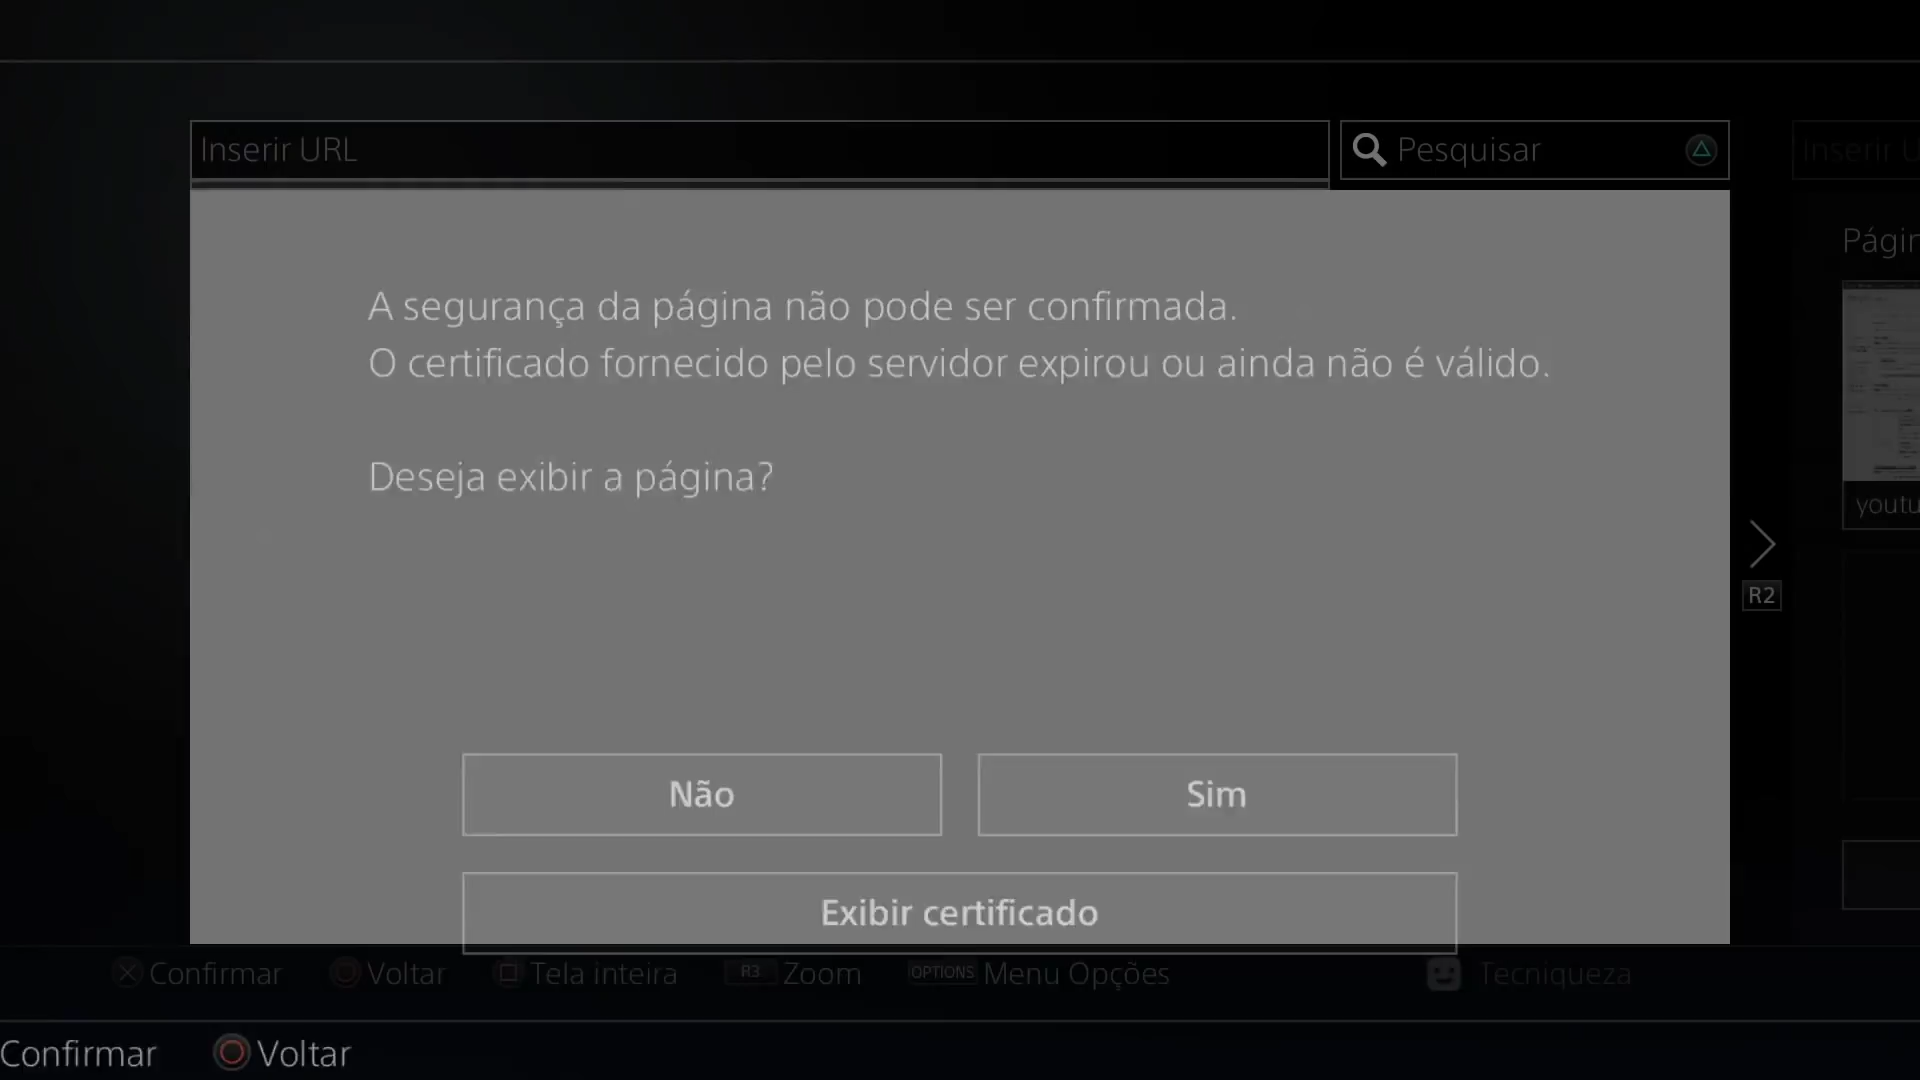 Inserir URL
Pesquisar
Inserir
A segurança da página não pode ser confirmada.
O certificado fornecido pelo servidor expirou ou ainda não é válido.
Deseja exibir a página?
R2
Não
Sim
Exibir certificado
Confirmar
Voltar
Tela inteira
R3 Zoom
OPTIONS Menu Opções
Tecniqueza
Confirmar
Voltar